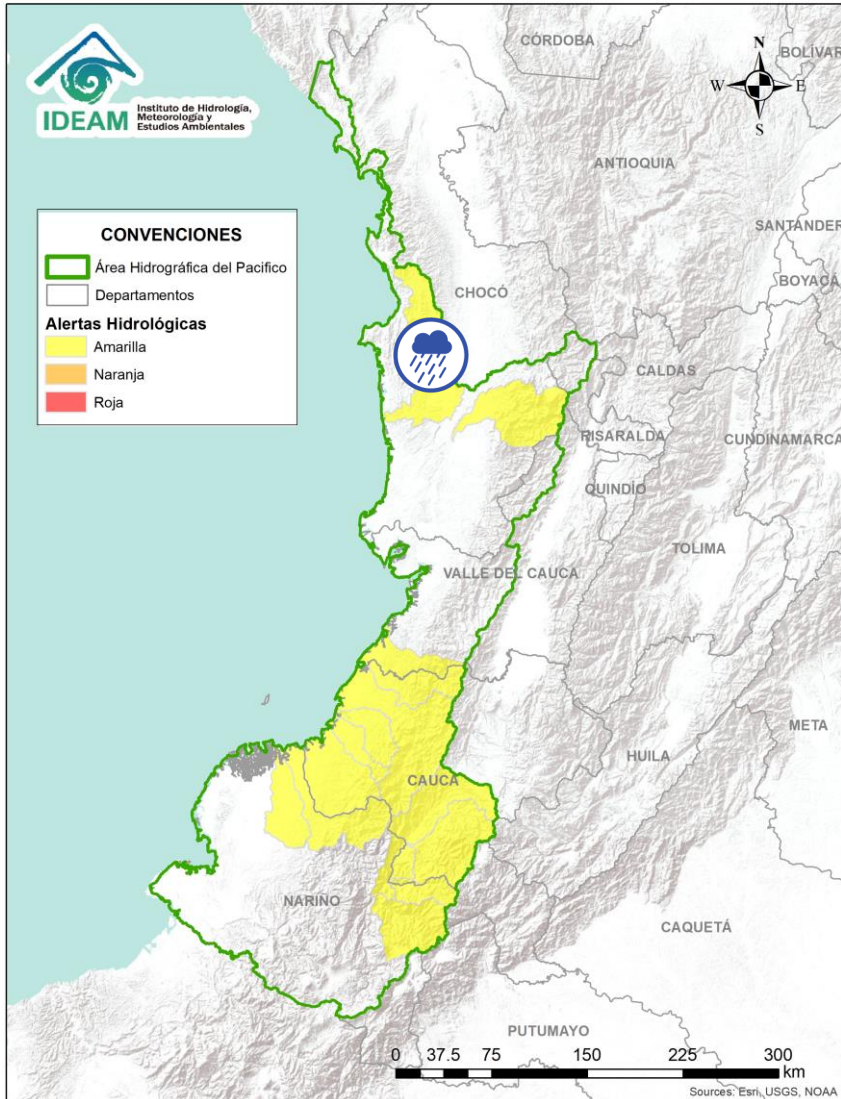 IDEAM
Instituto de Hidrología,
Meteorología y
Estudios Ambientales
CÓRDOBA
BOLÍVAR
N
W
E
S
ANTIOQUIA
SANTANDER
BOYACÁ
CONVENCIONES
Área Hidrográfica del Pacifico
Departamentos
Alertas Hidrológicas
Amarilla
Naranja
Roja
CHOCÓ
CALDAS
RISARALDA
CUNDINAMARCA
QUINDÍO
TOLIMA
VALLE DEL CAUCA
META
HUILA
CAUCA
NARIÑO
CAQUETÁ
PUTUMAYO
0 37.5 75 150 225 300
km
Sources: Esri, USGS, NOAA